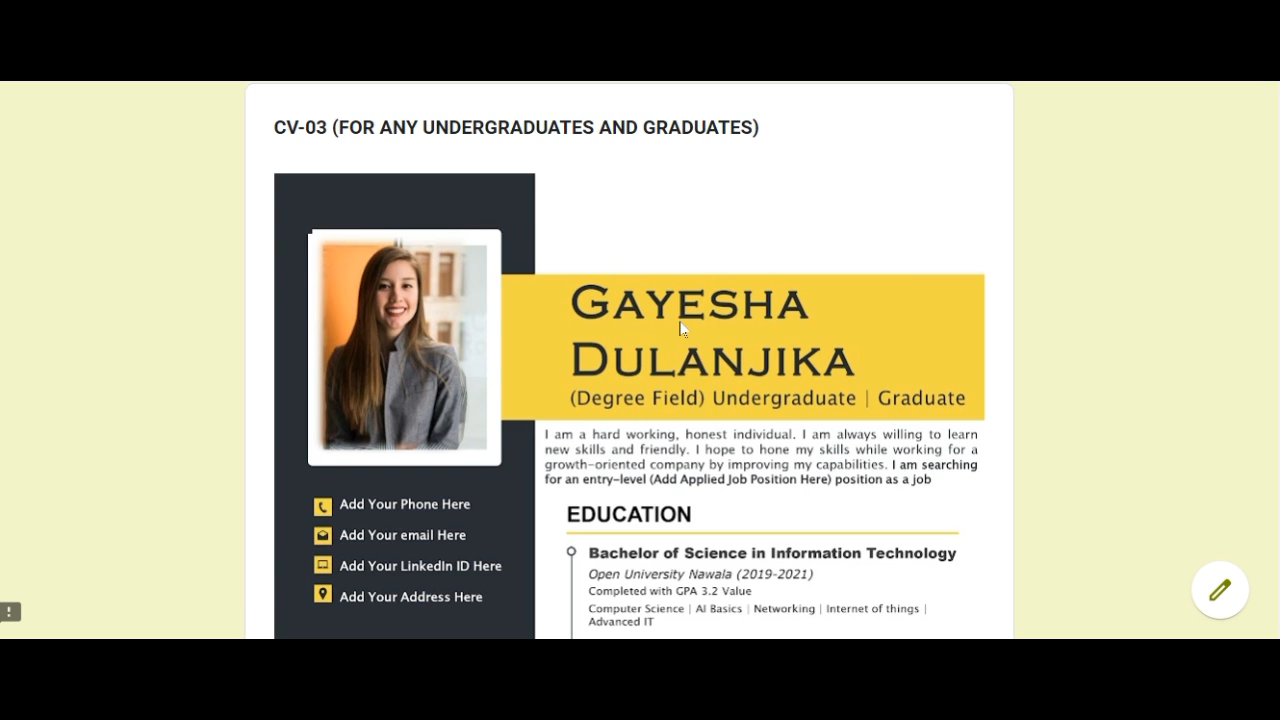 CV-03 (FOR ANY UNDERGRADUATES AND GRADUATES)
GAYESHA
DULANJIKA
(Degree Field) Undergraduate | Graduate
I am a hard working, honest individual. I am always willing to learn
new skills and friendly. I hope to hone my skills while working for a
growth-oriented company by improving my capabilities. I am searching
for an entry-level (Add Applied Job Position Here) position as a job
Add Your Phone Here
Add Your email Here
Add Your LinkedIn ID Here
Add Your Address Here
EDUCATION
Bachelor of Science in Information Technology
Open University Nawala (2019-2021)
Completed with GPA 3.2 Value
Computer Science | AI Basics | Networking | Internet of things |
Advanced IT